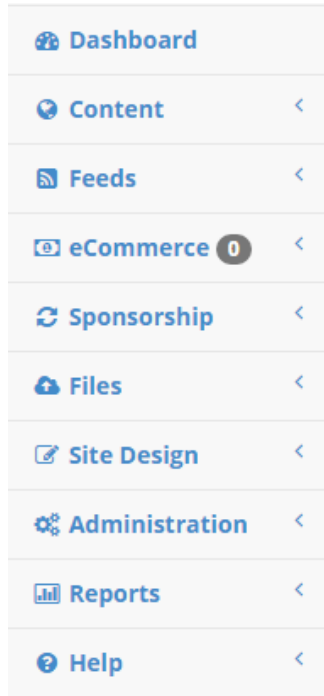 Dashboard
Content
Feeds
eCommerce 0
Sponsorship
Files
Site Design
Administration
Reports
Help